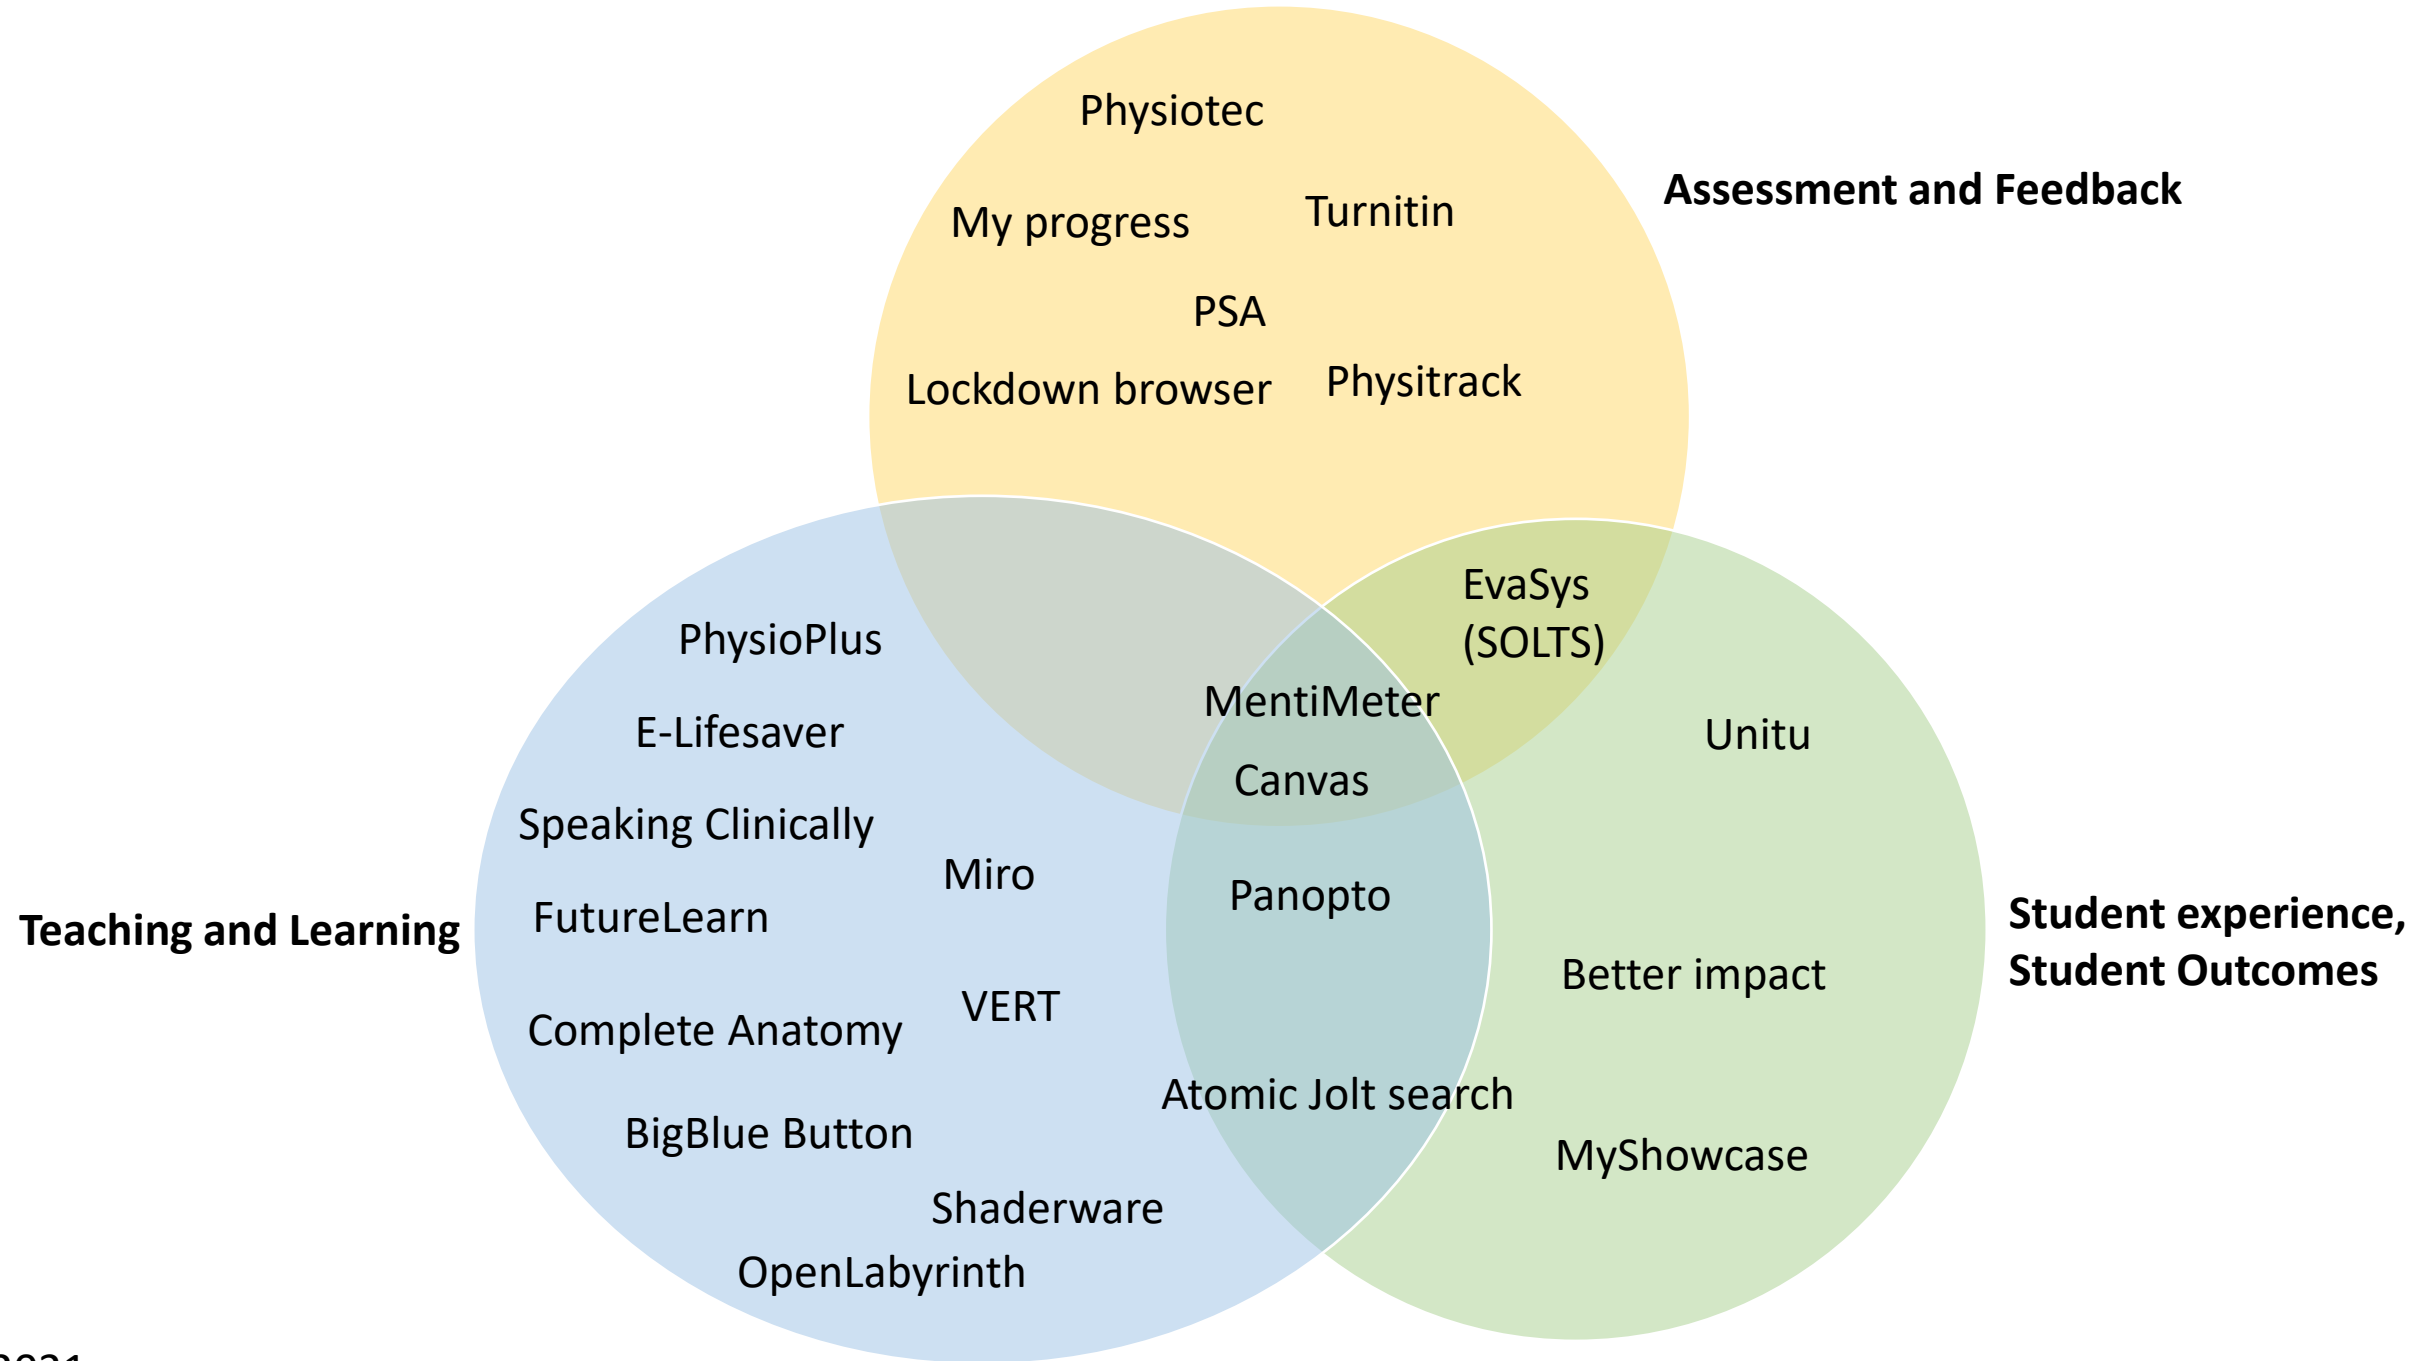 Physiotec
Assessment and Feedback
My progress
Turnitin
PSA
Lockdown browser
Physitrack
EvaSys
(SOLTS)
PhysioPlus
MentiMeter
E-Lifesaver
Unitu
Canvas
Speaking Clinically
Miro
Panopto
Teaching and Learning
FutureLearn
Student experience,
Student Outcomes
Better impact
VERT
Complete Anatomy
Atomic Jolt search
BigBlue Button
MyShowcase
Shaderware
OpenLabyrinth